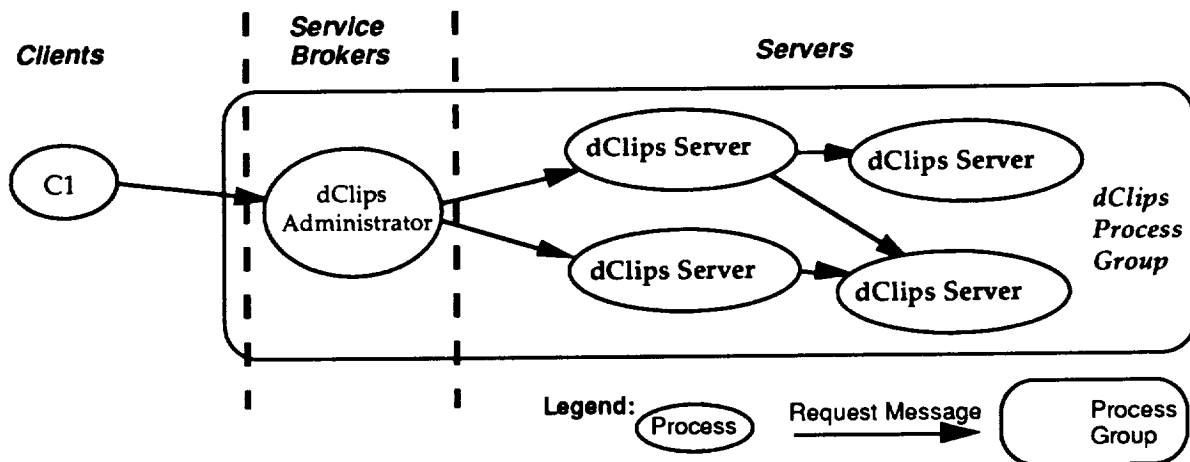 Clients
Service
Brokers
Servers
C1
dClips
Administrator
dClips Server
dClips Server
dClips Server
dClips Server
dClips
Process
Group
Legend:
Process
Request Message
Process
Group